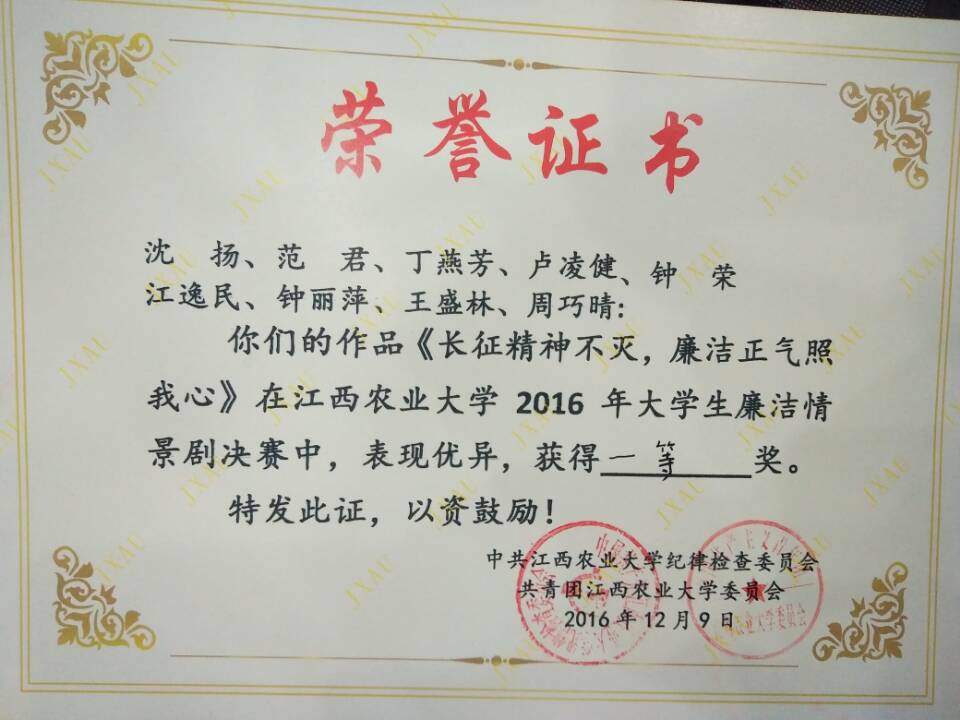 荣誉证书
沈 扬、范 君、丁燕芳、卢凌健、钟 荣
江逸民、钟丽萍、王盛林、周巧晴:
你们的作品《长征精神不灭，廉洁正气照
我心》在江西农业大学 2016 年大学生廉洁情
景剧决赛中，表现优异，获得一等奖。
特发此证，以资鼓励！
中共江西农业大学纪律检查委员会
共青团江西农业大学委员会
2016 年 12 月 9 日
JXAU